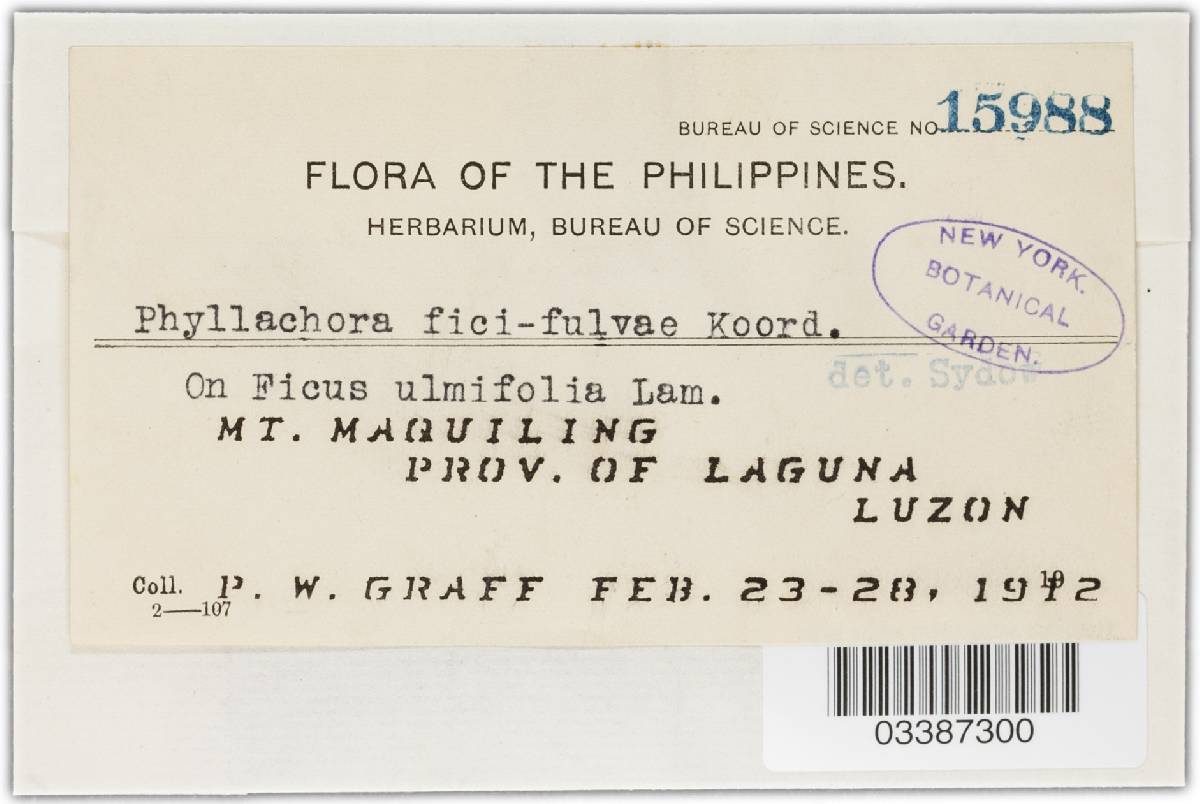 BUREAU OF SCIENCE NO. 15988
FLORA OF THE PHILIPPINES.
HERBARIUM, BUREAU OF SCIENCE.
NEW YORK.
BOTANICAL
GARDEN.
Phyllachora fici-fulvae Koord.
det. Sydow
On Ficus ulmifolia Lam.
MT. MAQUILING
PROV. OF LAGUNA
LUZON
Coll. P. W. GRAFF FEB. 23-28, 1912
2—107
03387300